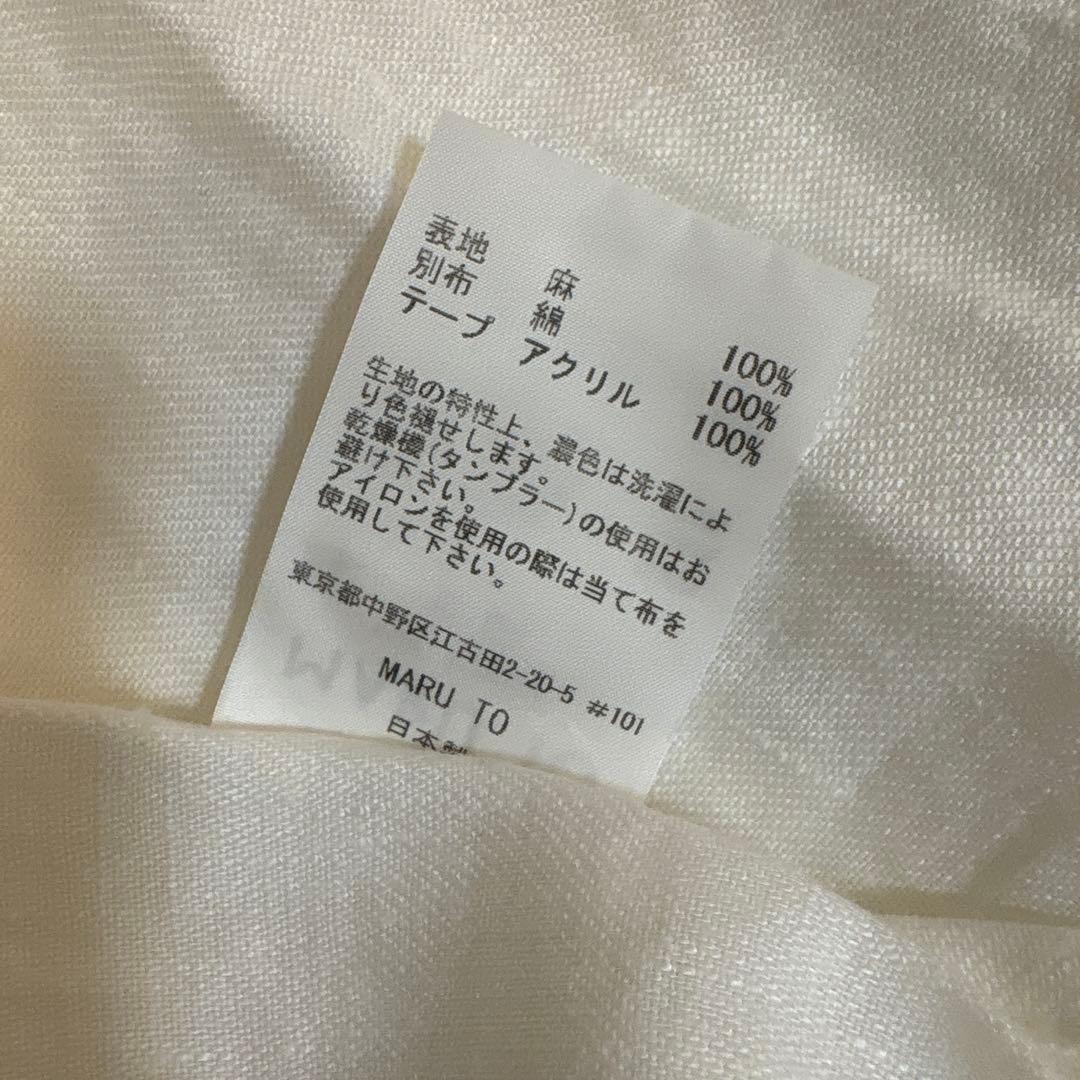 表地 麻 100%
別布 綿 100%
テープ アクリル 100%
生地の特性上、濃色は洗濯によ
り色褪せします。
乾燥機(タンブラー)の使用はお
避け下さい。
アイロンを使用の際は当て布を
使用して下さい。
東京都中野区江古田2-20-5 #101
MARU TO
日本製